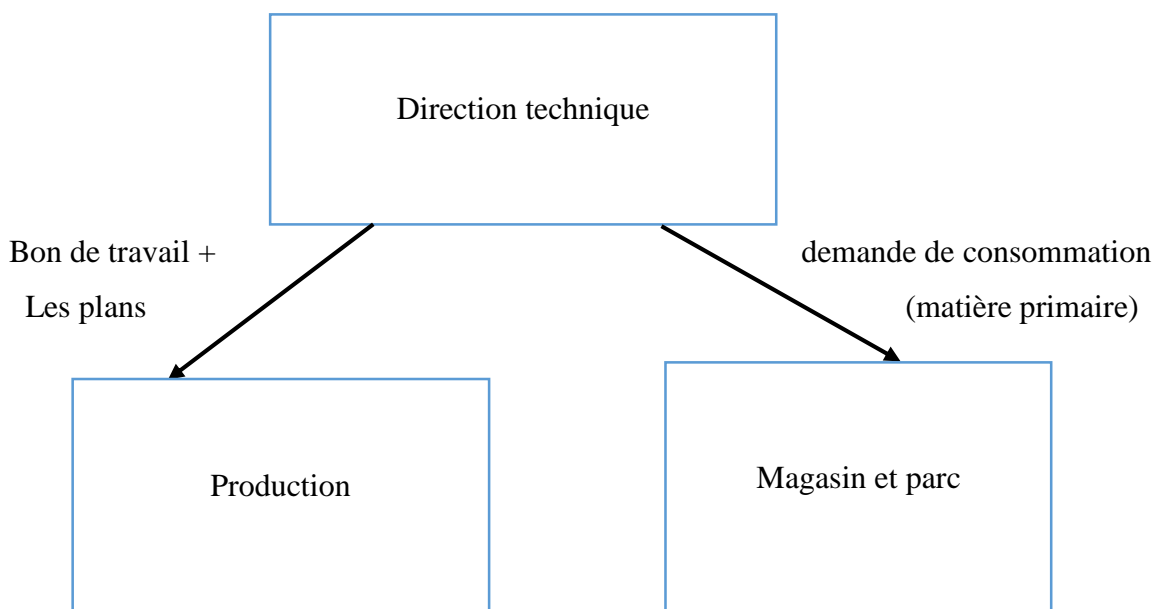 Direction technique
Bon de travail +
Les plans
demande de consommation
(matière primaire)
Production
Magasin et parc